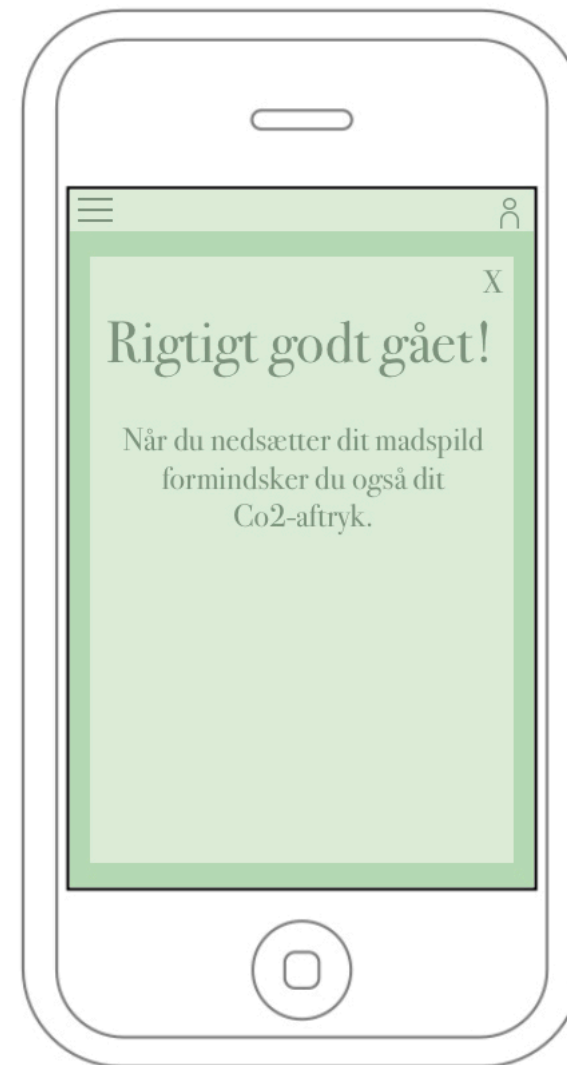 X
Rigtigt godt gået!
Når du nedsætter dit madspild
formindsker du også dit
Co2-aftryk.